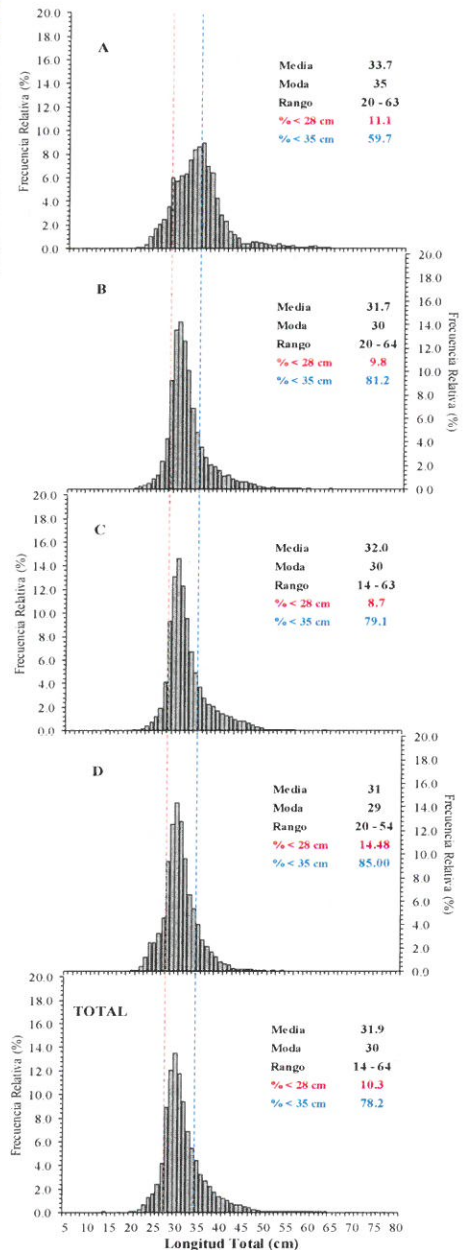 Frecuencia Relativa (%)
20.0
18.0
16.0
14.0
12.0
10.0
8.0
6.0
4.0
2.0
0.0
A
Media 33.7
Moda 35
Rango 20 - 63
% < 28 cm 11.1
% < 35 cm 59.7
B
Media 31.7
Moda 30
Rango 20 - 64
% < 28 cm 9.8
% < 35 cm 81.2
20.0
18.0
16.0
14.0
12.0
10.0
8.0
6.0
4.0
2.0
0.0
Frecuencia Relativa (%)
Frecuencia Relativa (%)
20.0
18.0
16.0
14.0
12.0
10.0
8.0
6.0
4.0
2.0
0.0
C
Media 32.0
Moda 30
Rango 14 - 63
% < 28 cm 8.7
% < 35 cm 79.1
D
Media 31
Moda 29
Rango 20 - 54
% < 28 cm 14.48
% < 35 cm 85.00
20.0
18.0
16.0
14.0
12.0
10.0
8.0
6.0
4.0
2.0
0.0
Frecuencia Relativa (%)
Frecuencia Relativa (%)
20.0
18.0
16.0
14.0
12.0
10.0
8.0
6.0
4.0
2.0
0.0
TOTAL
Media 31.9
Moda 30
Rango 14 - 64
% < 28 cm 10.3
% < 35 cm 78.2
5 10 15 20 25 30 35 40 45 50 55 60 65 70 75 80
Longitud Total (cm)